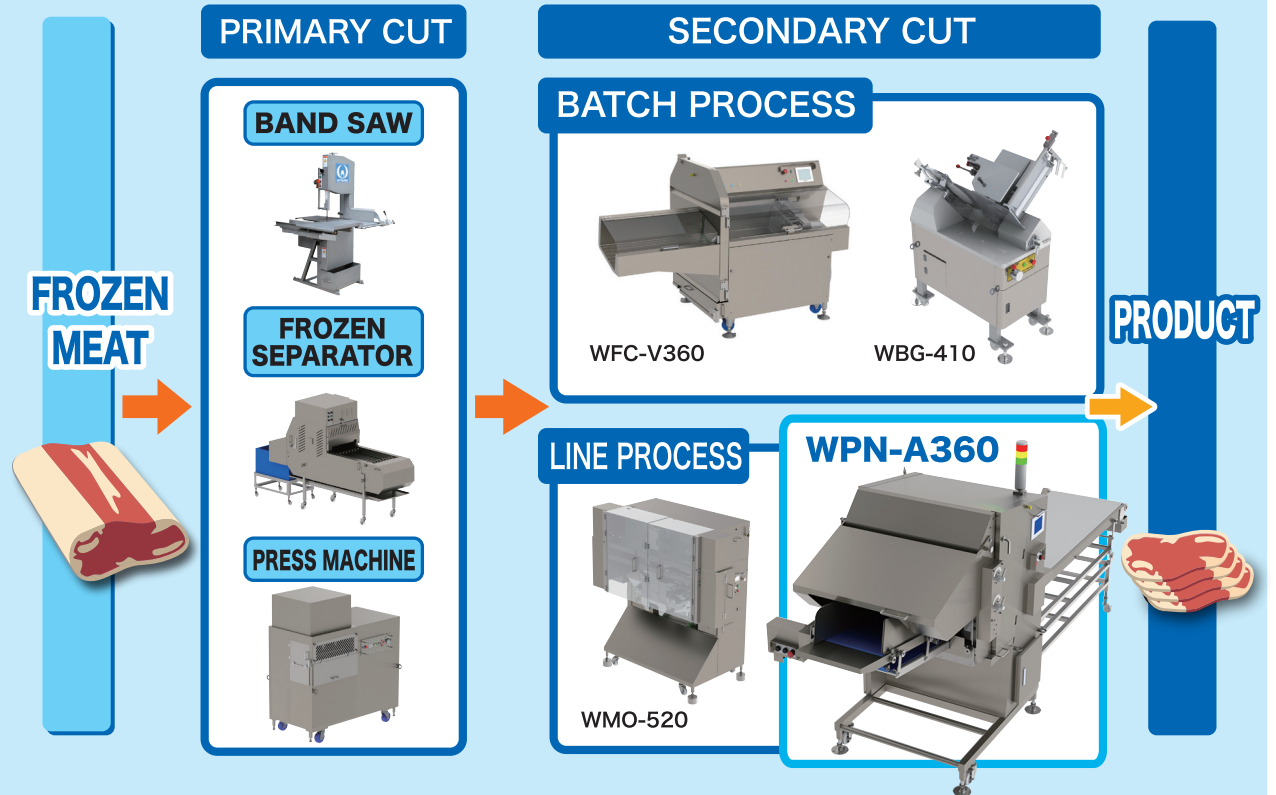 PRIMARY CUT
SECONDARY CUT
BAND SAW
BATCH PROCESS
WFC-V360
WBG-410
FROZEN
MEAT
FROZEN
SEPARATOR
PRODUCT
PRESS MACHINE
LINE PROCESS
WPN-A360
WMO-520